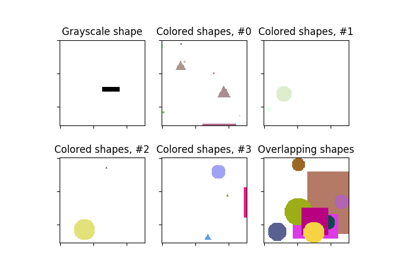 Grayscale shape
Colored shapes, #0
Colored shapes, #1
Colored shapes, #2
Colored shapes, #3
Overlapping shapes